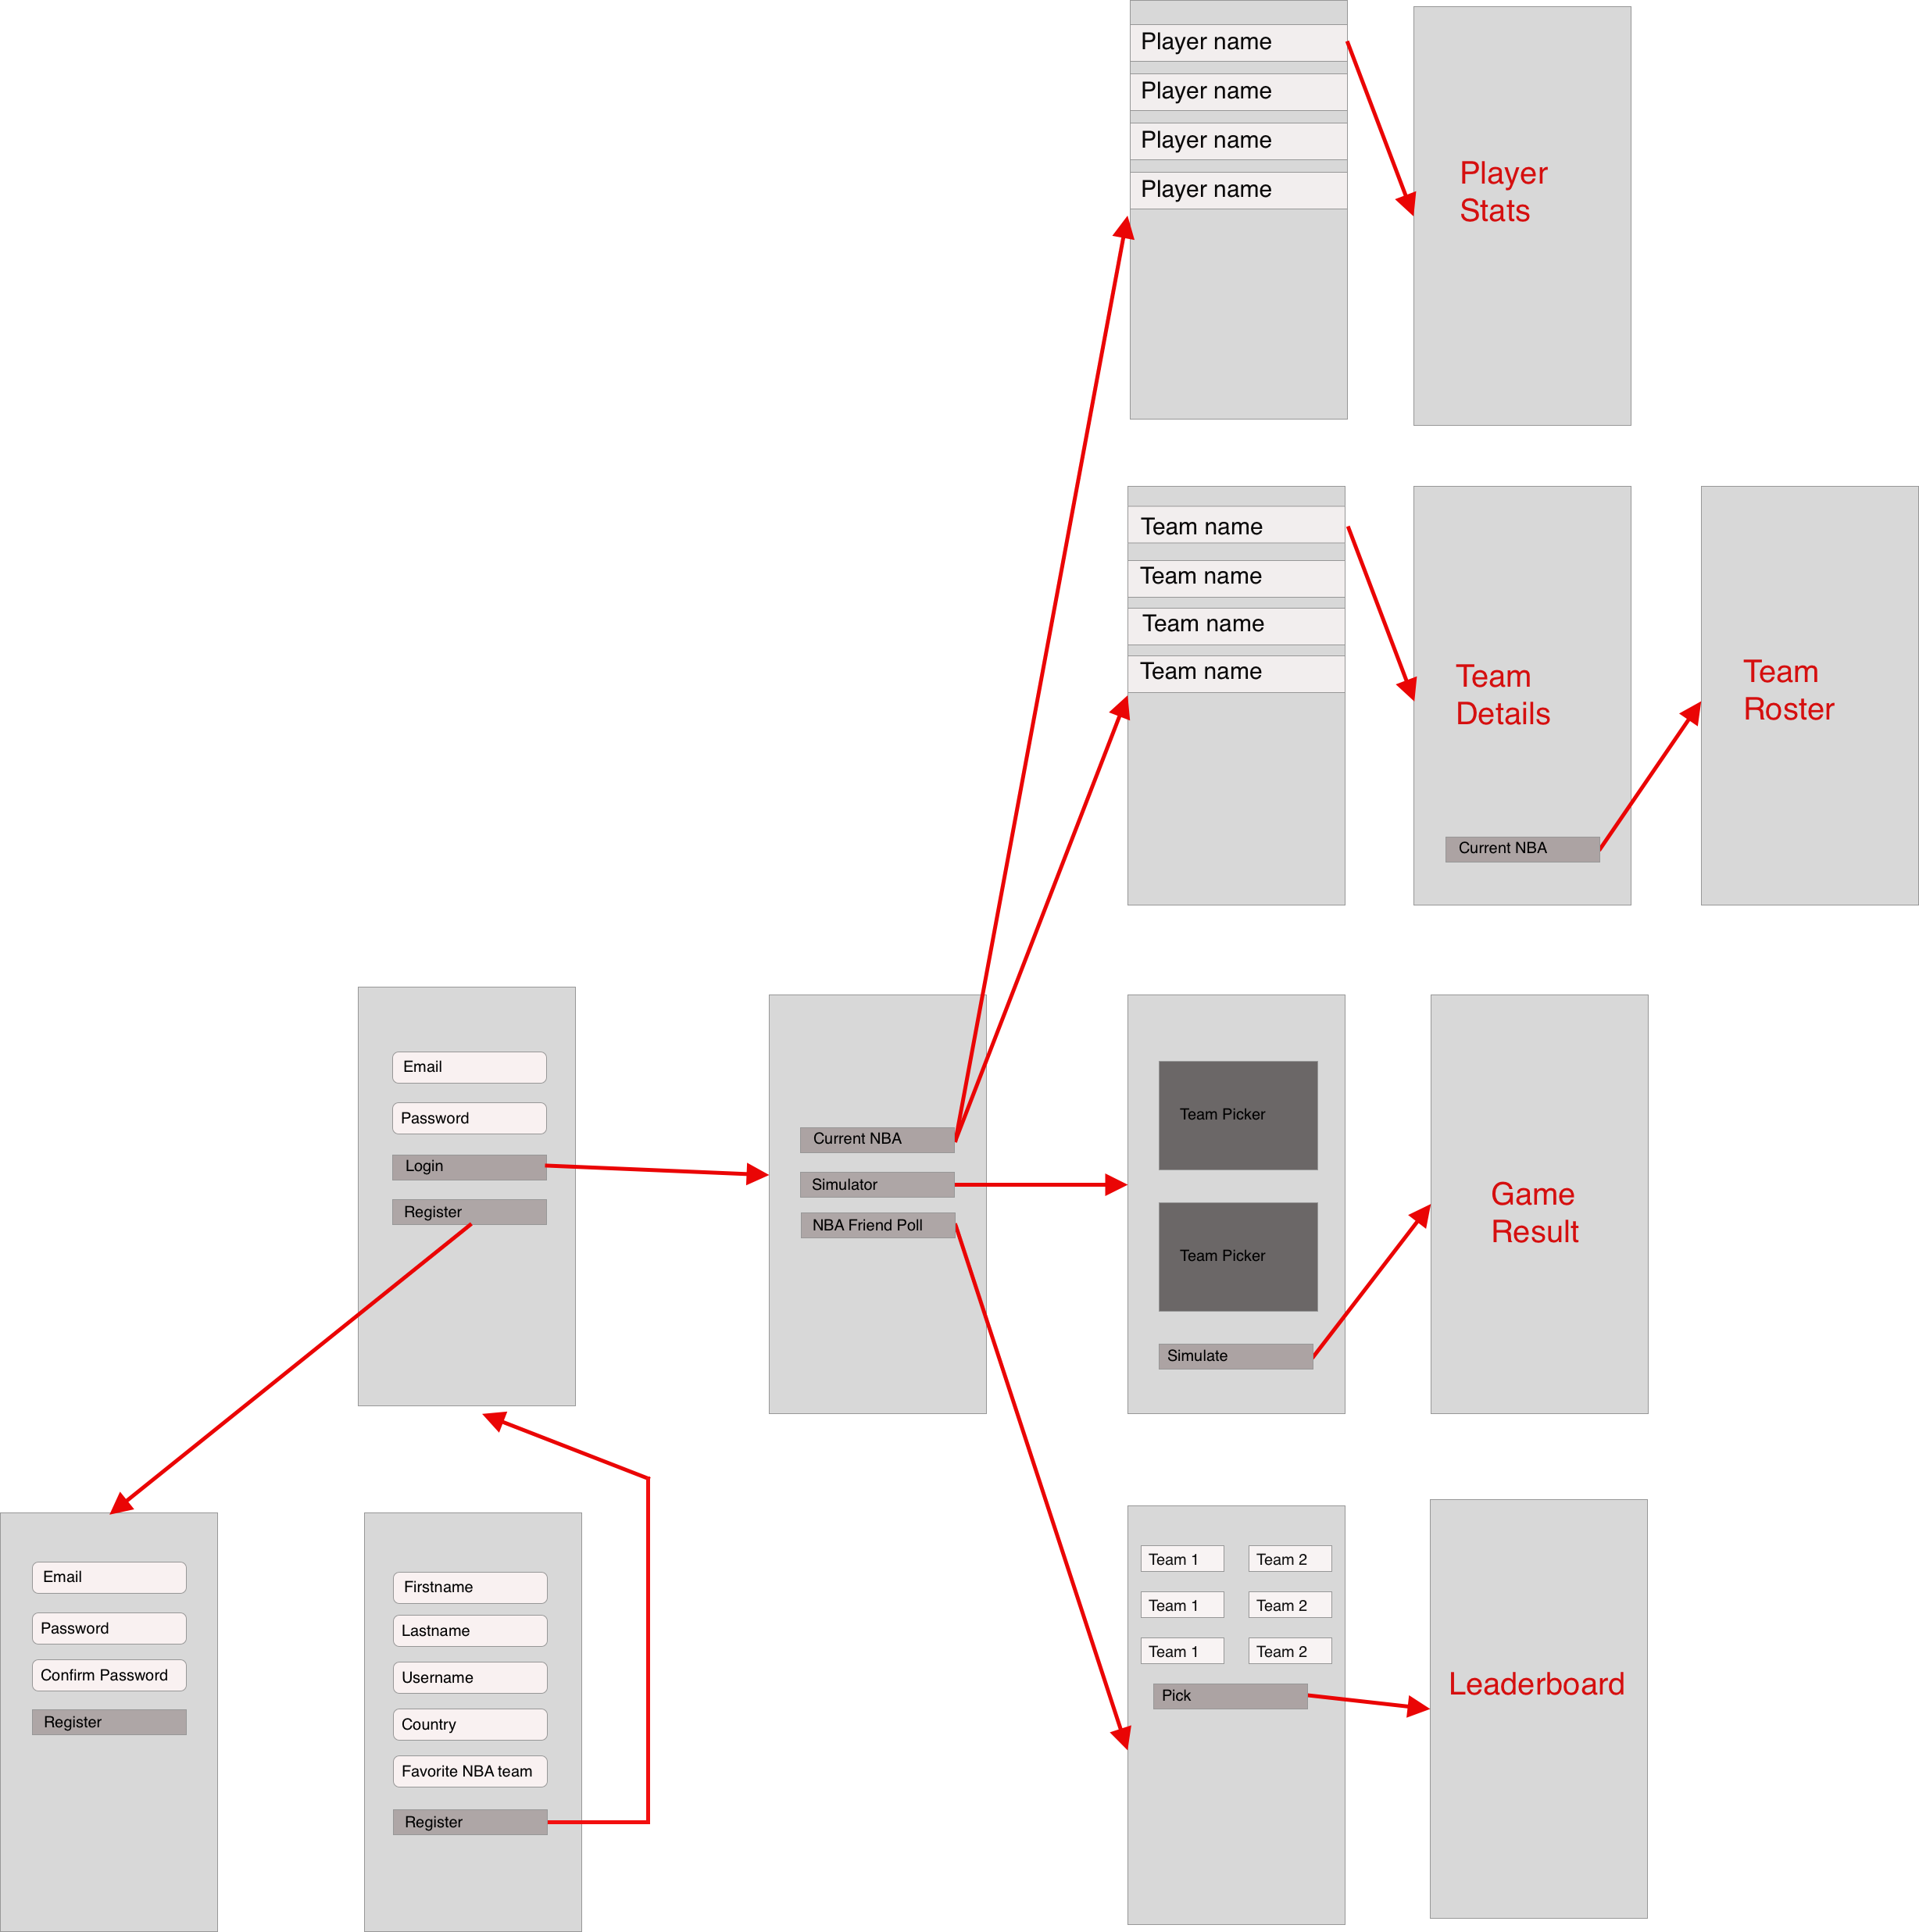 Player name
Player name
Player name
Player name
Player
Stats
Team name
Team name
Team name
Team name
Team
Details
Current NBA
Team
Roster
Email
Password
Login
Register
Current NBA
Simulator
NBA Friend Poll
Team Picker
Team Picker
Simulate
Game
Result
Email
Password
Confirm Password
Register
Firstname
Lastname
Username
Country
Favorite NBA team
Register
Team 1 Team 2
Team 1 Team 2
Team 1 Team 2
Pick
Leaderboard